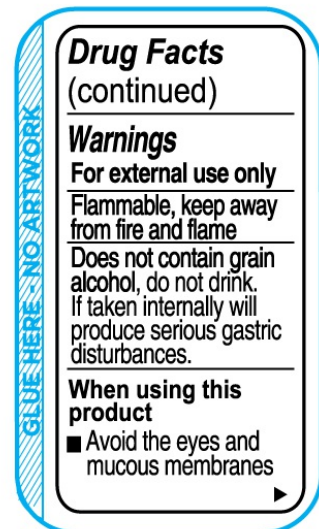 Drug Facts
(continued)
Warnings
For external use only
Flammable, keep away
from fire and flame
Does not contain grain
alcohol, do not drink.
If taken internally will
produce serious gastric
disturbances.
When using this
product
■ Avoid the eyes and
mucous membranes
GLUE HERE - NO ARTWORK